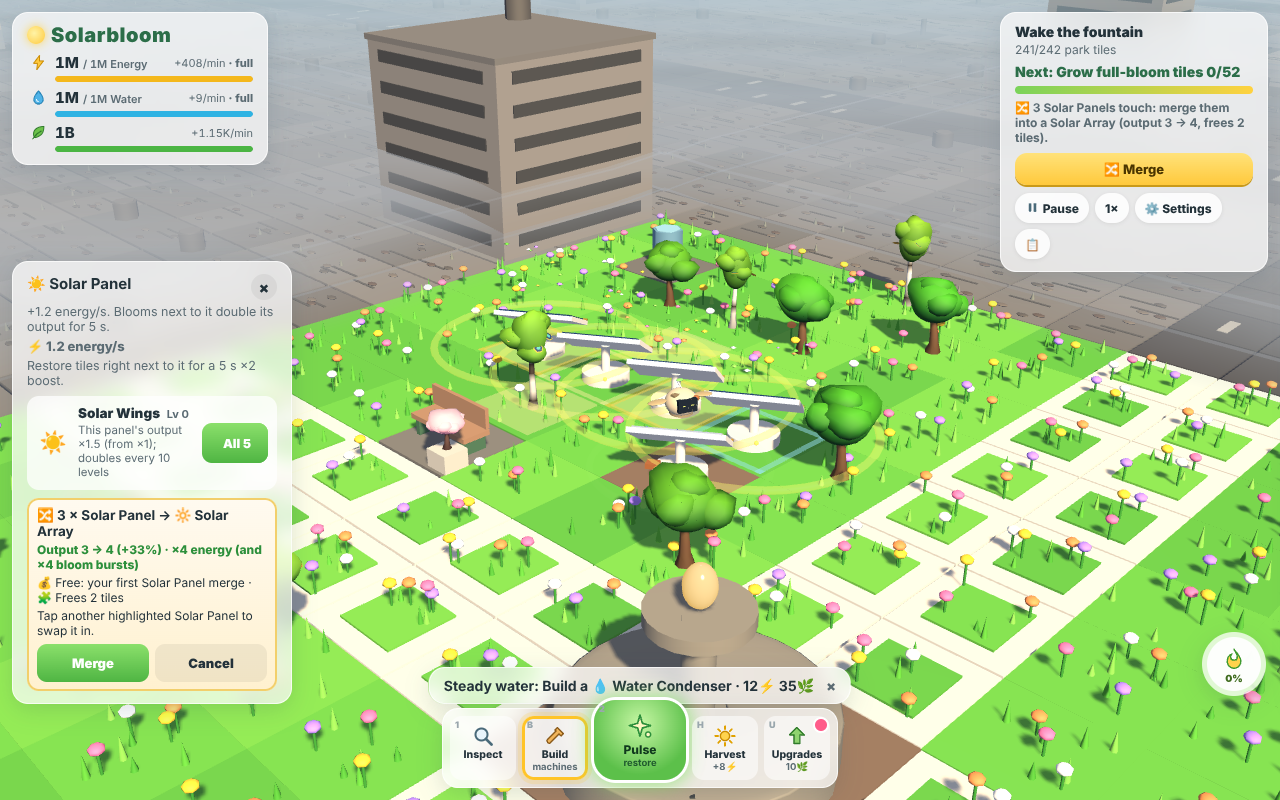 Solarbloom
1M / 1M Energy +408/min · full
1M / 1M Water +9/min · full
1B +1.15K/min
Wake the fountain
241/242 park tiles
Next: Grow full-bloom tiles 0/52
🔀 3 Solar Panels touch: merge them
into a Solar Array (output 3 → 4, frees 2
tiles).
🔀 Merge
Pause
1×
⚙️ Settings
☀️ Solar Panel ×
+1.2 energy/s. Blooms next to it double its
output for 5 s.
⚡ 1.2 energy/s
Restore tiles right next to it for a 5 s ×2
boost.
Solar Wings Lv 0
This panel's output
×1.5 (from ×1);
doubles every 10
levels
All 5
🔀 3 × Solar Panel → 🔆 Solar
Array
Output 3 → 4 (+33%) · ×4 energy (and
×4 bloom bursts)
💰 Free: your first Solar Panel merge ·
🧩 Frees 2 tiles
Tap another highlighted Solar Panel to
swap it in.
Merge
Cancel
0%
Steady water: Build a 💧 Water Condenser · 12⚡ 35🌿 ×
1
Inspect
B
Build
machines
Pulse
restore
H
Harvest
+8⚡
U
Upgrades
10🌿